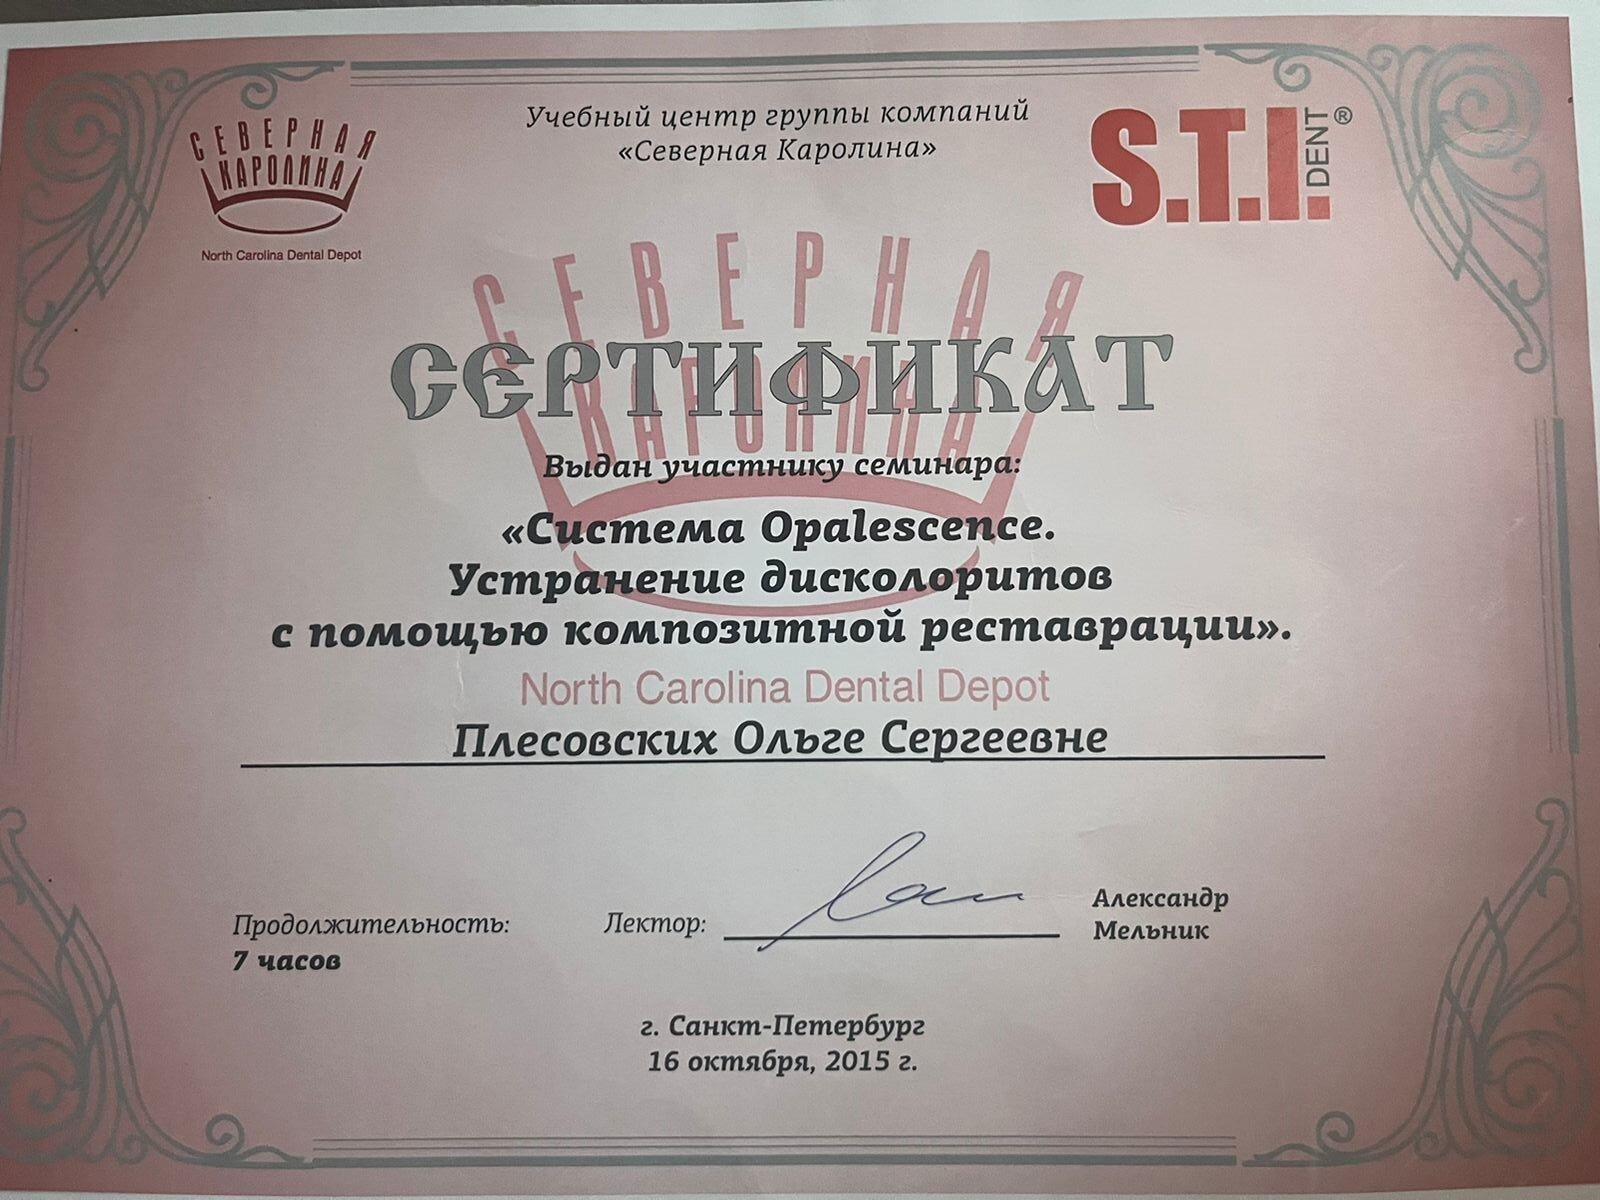 СЕВЕРНАЯ
КАРОЛИНА
North Carolina Dental Depot
Учебный центр группы компаний
«Северная Каролина»
S.T.I. DENT®
СЕВЕРНАЯ
КАРОЛИНА
СЕРТИФИКАТ
Выдан участнику семинара:
«Система Opalescence.
Устранение дисколоритов
с помощью композитной реставрации».
North Carolina Dental Depot
Плесовских Ольге Сергеевне
Продолжительность:
7 часов
Лектор:
Александр
Мельник
г. Санкт-Петербург
16 октября, 2015 г.